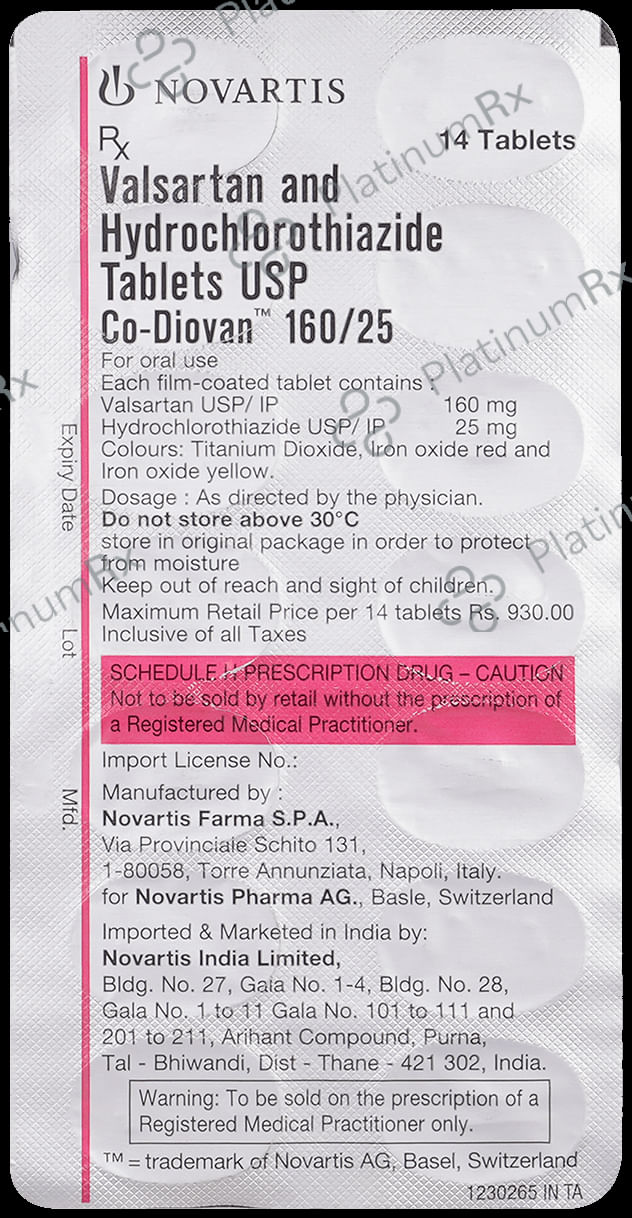 NOVARTIS
Rx
14 Tablets
Valsartan and
Hydrochlorothiazide
Tablets USP
Co-Diovan™ 160/25
For oral use
Each film-coated tablet contains :
Valsartan USP/ IP 160 mg
Hydrochlorothiazide USP/ IP 25 mg
Colours: Titanium Dioxide, Iron oxide red and
Iron oxide yellow.
Dosage : As directed by the physician.
Do not store above 30°C
store in original package in order to protect
from moisture
Keep out of reach and sight of children.
Maximum Retail Price per 14 tablets Rs. 930.00
Inclusive of all Taxes
SCHEDULE H PRESCRIPTION DRUG – CAUTION
Not to be sold by retail without the prescription of
a Registered Medical Practitioner.
Import License No.:
Manufactured by :
Novartis Farma S.P.A.,
Via Provinciale Schito 131,
1-80058, Torre Annunziata, Napoli, Italy.
for Novartis Pharma AG., Basle, Switzerland
Imported & Marketed in India by:
Novartis India Limited,
Bldg. No. 27, Gala No. 1-4, Bldg. No. 28,
Gala No. 1 to 11 Gala No. 101 to 111 and
201 to 211, Arihant Compound, Purna,
Tal - Bhiwandi, Dist - Thane - 421 302, India.
Warning: To be sold on the prescription of a
Registered Medical Practitioner only.
™ = trademark of Novartis AG, Basel, Switzerland
1230265 IN TA
Expiry Date
Lot
Mfd.
Platinum
PlatinumRx
PlatinumRx
Rx
Platin
inumRx